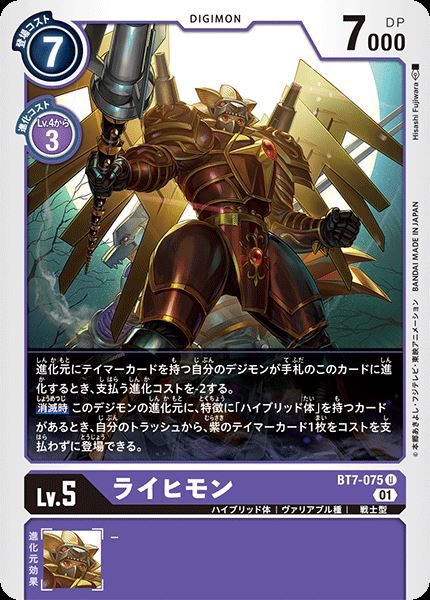 登場コスト
7
DIGIMON
7000
DP
進化コスト
Lv.4から
3
Hisashi Fujiwara
©本郷あきよし・フジテレビ・東映アニメーション BANDAI MADE IN JAPAN
進化元にテイマーカードを持つ自分のデジモンが手札のこのカードに進
化するとき、支払う進化コストを-2する。
消滅時 このデジモンの進化元に、特徴に「ハイブリッド体」を持つカード
があるとき、自分のトラッシュから、紫のテイマーカード1枚をコストを支
払わずに登場できる。
Lv.5
ライヒモン
BT7-075 U
01
ハイブリッド体 | ヴァリアブル種 | 戦士型
進化元効果
－